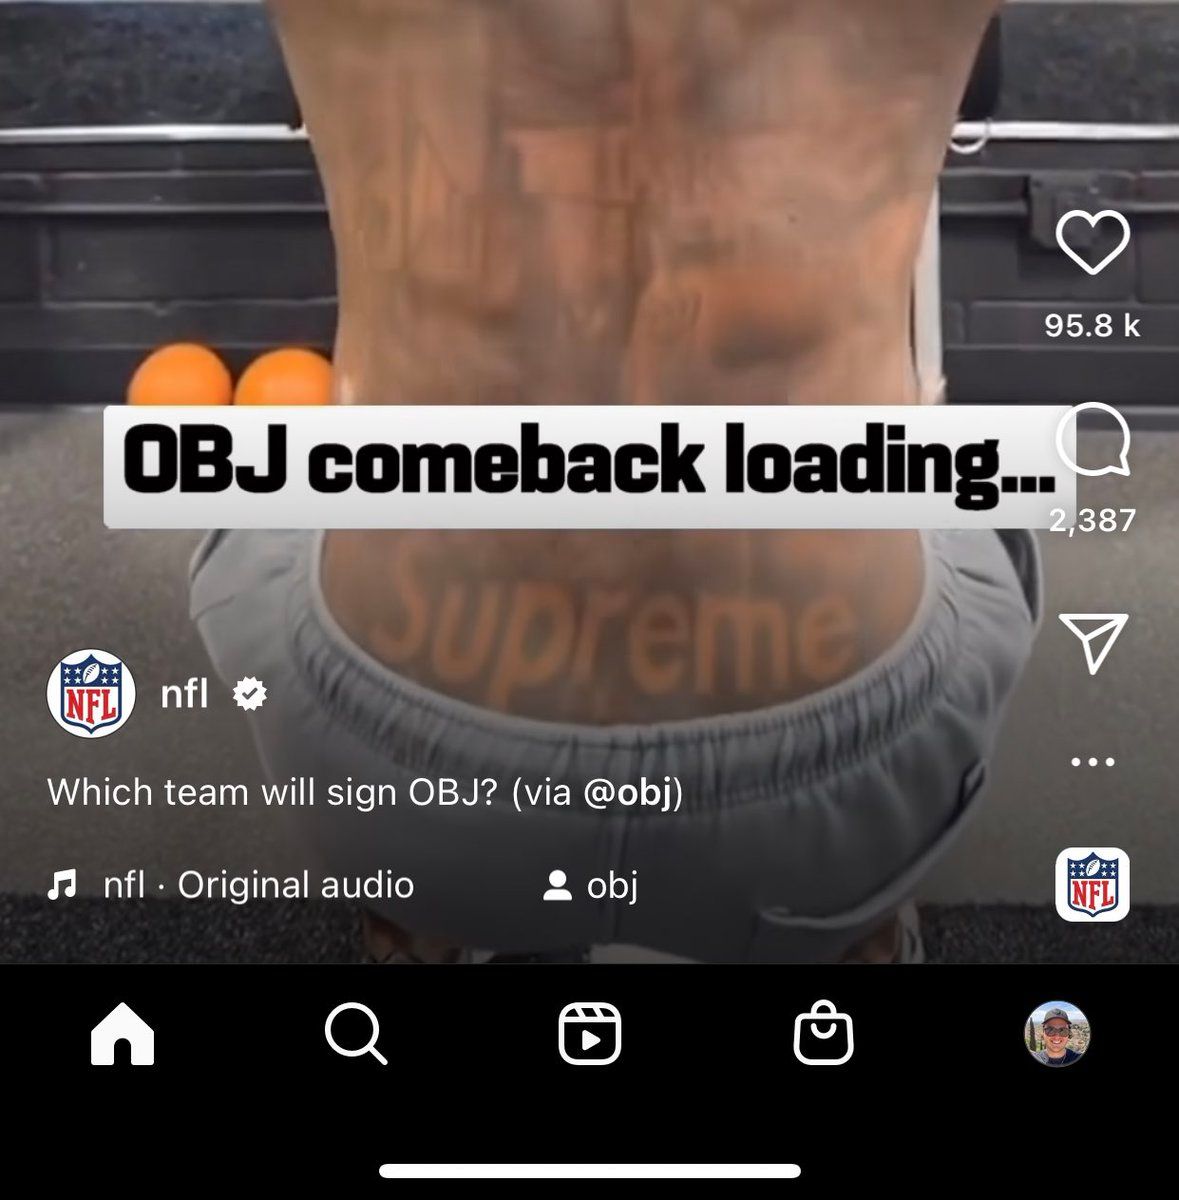 95.8 k
OBJ comeback loading...
2,387
Supreme
NFL
nfl
Which team will sign OBJ? (via @obj)
nfl · Original audio
obj
NFL